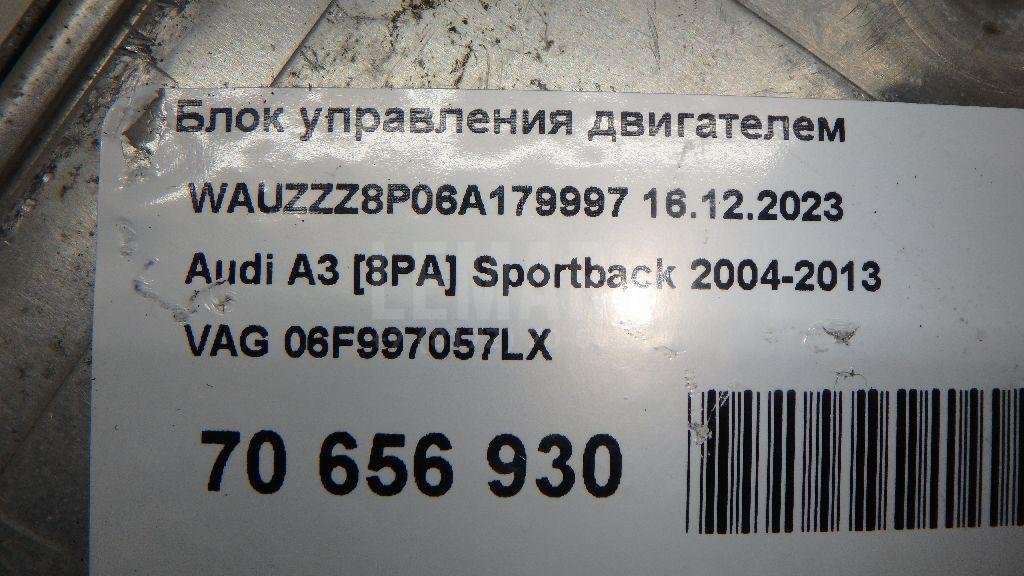 Блок управления двигателем
WAUZZZ8P06A179997 16.12.2023
Audi A3 [8PA] Sportback 2004-2013
VAG 06F997057LX
70 656 930